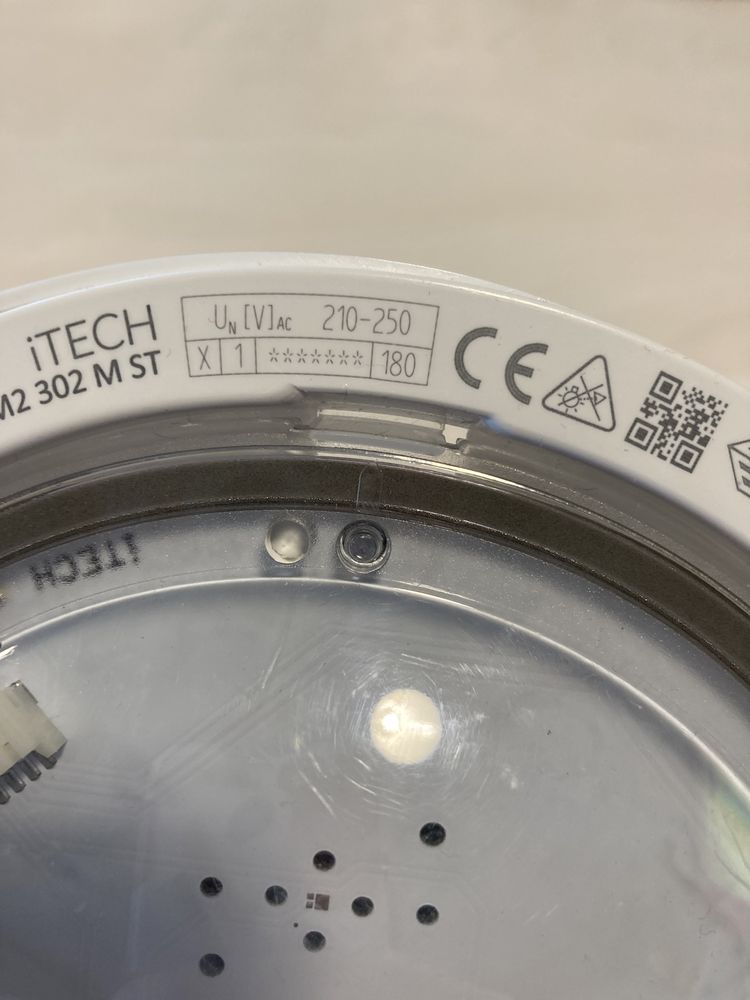 iTECH
M2 302 M ST
UN [V]AC 210-250
X 1 ******* 180
CE
iTECH